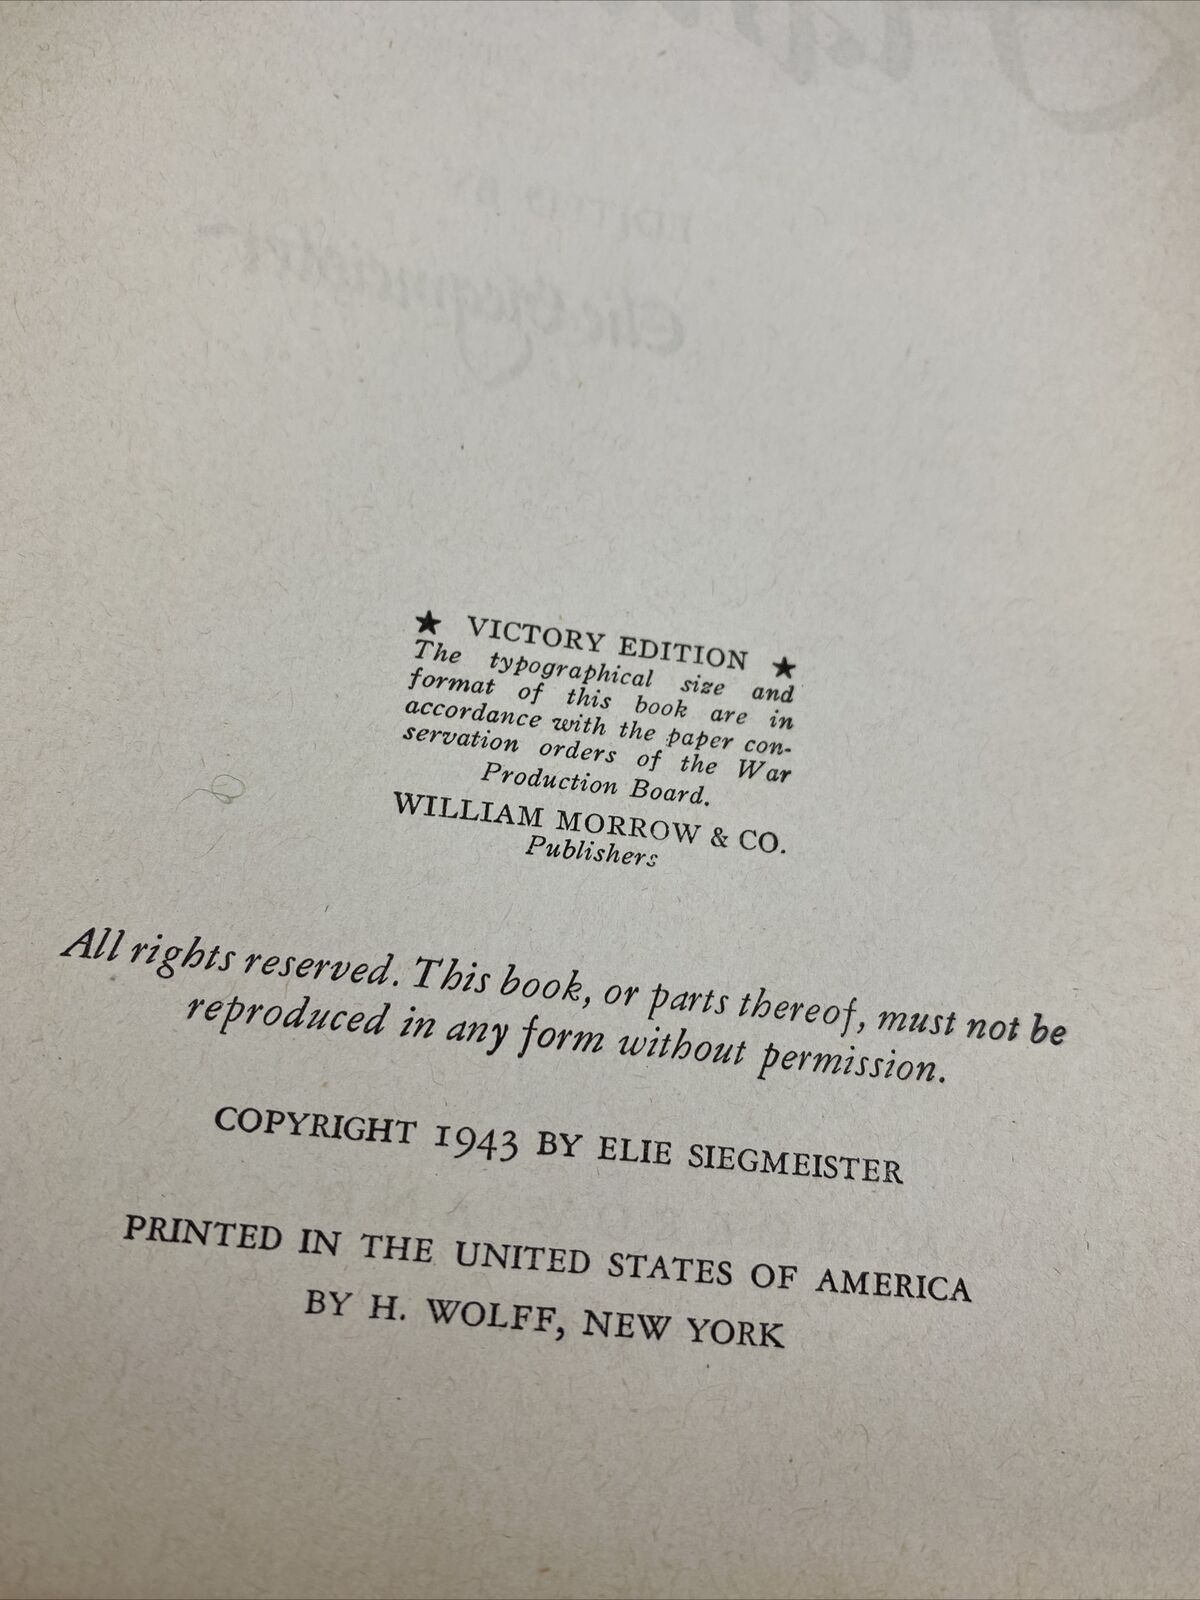 ★ VICTORY EDITION ★
The typographical size and
format of this book are in
accordance with the paper con-
servation orders of the War
Production Board.
WILLIAM MORROW & CO.
Publishers
All rights reserved. This book, or parts thereof, must not be
reproduced in any form without permission.
COPYRIGHT 1943 BY ELIE SIEGMEISTER
PRINTED IN THE UNITED STATES OF AMERICA
BY H. WOLFF, NEW YORK